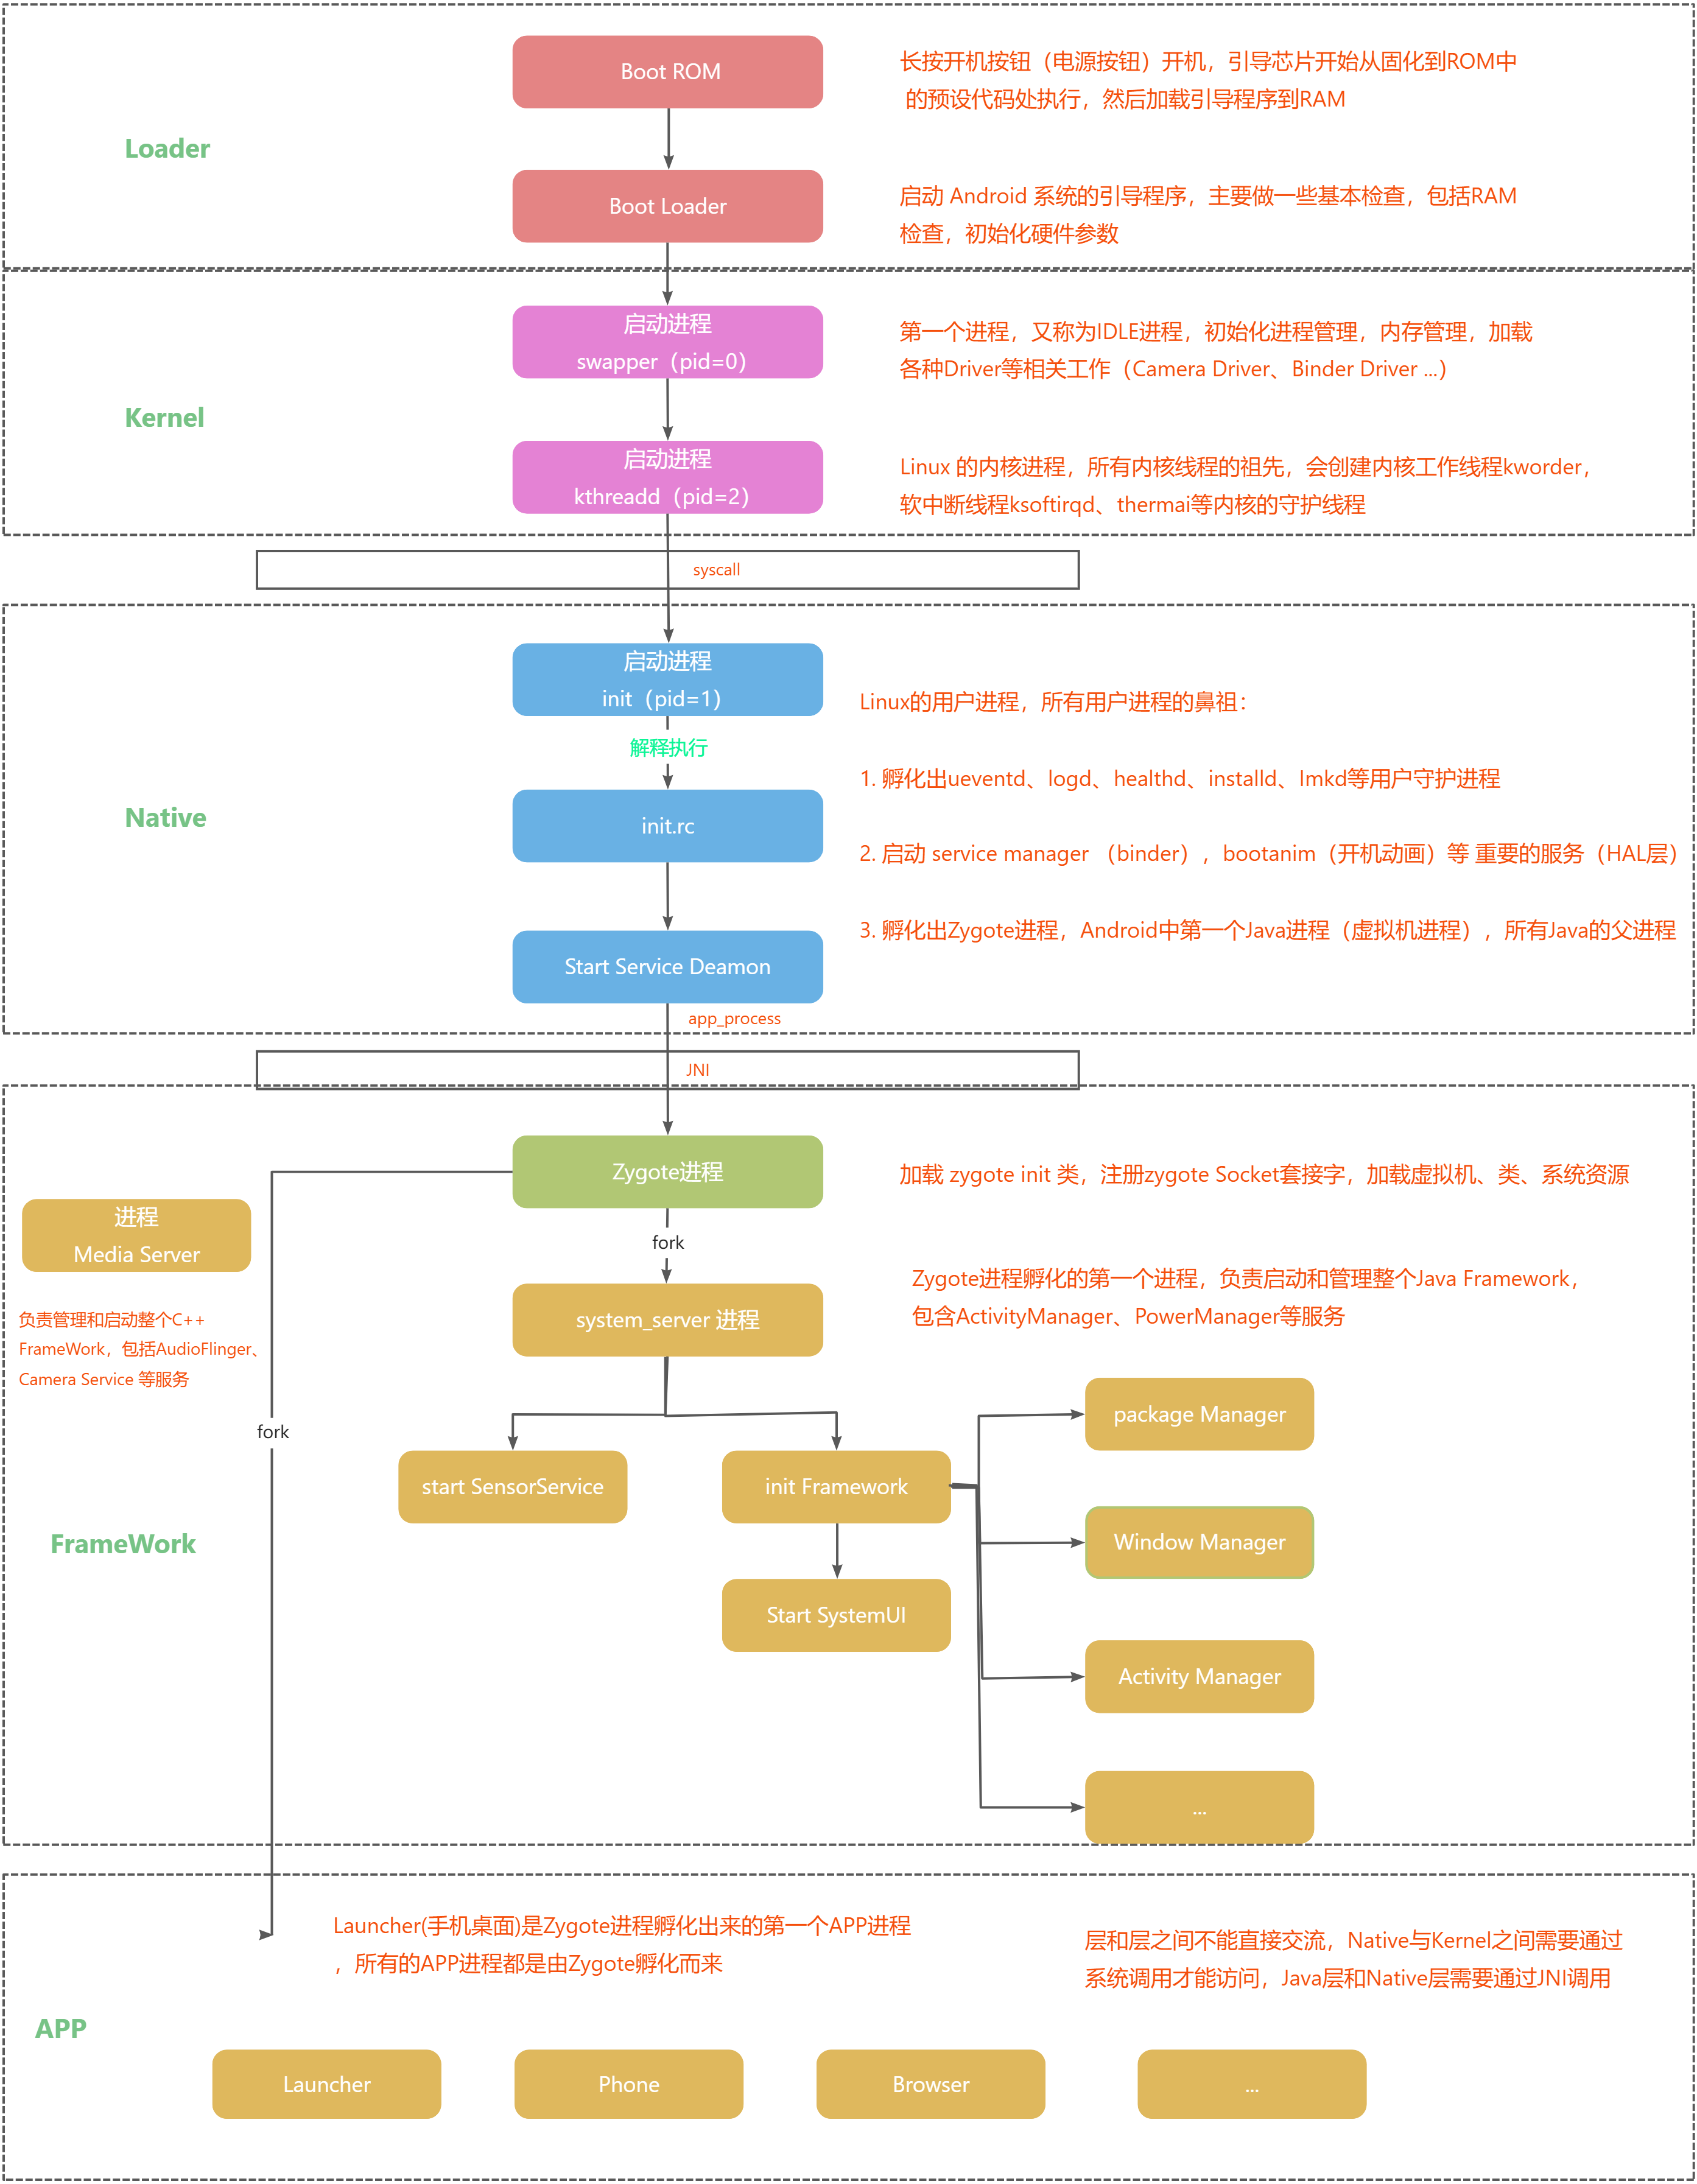 Boot ROM
长按开机按钮（电源按钮）开机，引导芯片开始从固化到ROM中
的预设代码处执行，然后加载引导程序到RAM
Loader
Boot Loader
启动 Android 系统的引导程序，主要做一些基本检查，包括RAM
检查，初始化硬件参数
启动进程
swapper（pid=0）
第一个进程，又称为IDLE进程，初始化进程管理，内存管理，加载
各种Driver等相关工作（Camera Driver、Binder Driver ...）
Kernel
启动进程
kthreadd（pid=2）
Linux 的内核进程，所有内核线程的祖先，会创建内核工作线程kworder，
软中断线程ksoftirqd、thermai等内核的守护线程
syscall
启动进程
init（pid=1）
Linux的用户进程，所有用户进程的鼻祖：
解释执行
1. 孵化出ueventd、logd、healthd、installd、lmkd等用户守护进程
Native
init.rc
2. 启动 service manager （binder），bootanim（开机动画）等 重要的服务（HAL层）
3. 孵化出Zygote进程，Android中第一个Java进程（虚拟机进程），所有Java的父进程
Start Service Deamon
app_process
JNI
Zygote进程
加载 zygote init 类，注册zygote Socket套接字，加载虚拟机、类、系统资源
进程
Media Server
fork
Zygote进程孵化的第一个进程，负责启动和管理整个Java Framework，
包含ActivityManager、PowerManager等服务
system_server 进程
负责管理和启动整个C++
FrameWork，包括AudioFlinger、
Camera Service 等服务
fork
package Manager
start SensorService
init Framework
FrameWork
Window Manager
Start SystemUI
Activity Manager
...
Launcher(手机桌面)是Zygote进程孵化出来的第一个APP进程
，所有的APP进程都是由Zygote孵化而来
层和层之间不能直接交流，Native与Kernel之间需要通过
系统调用才能访问，Java层和Native层需要通过JNI调用
APP
Launcher
Phone
Browser
...